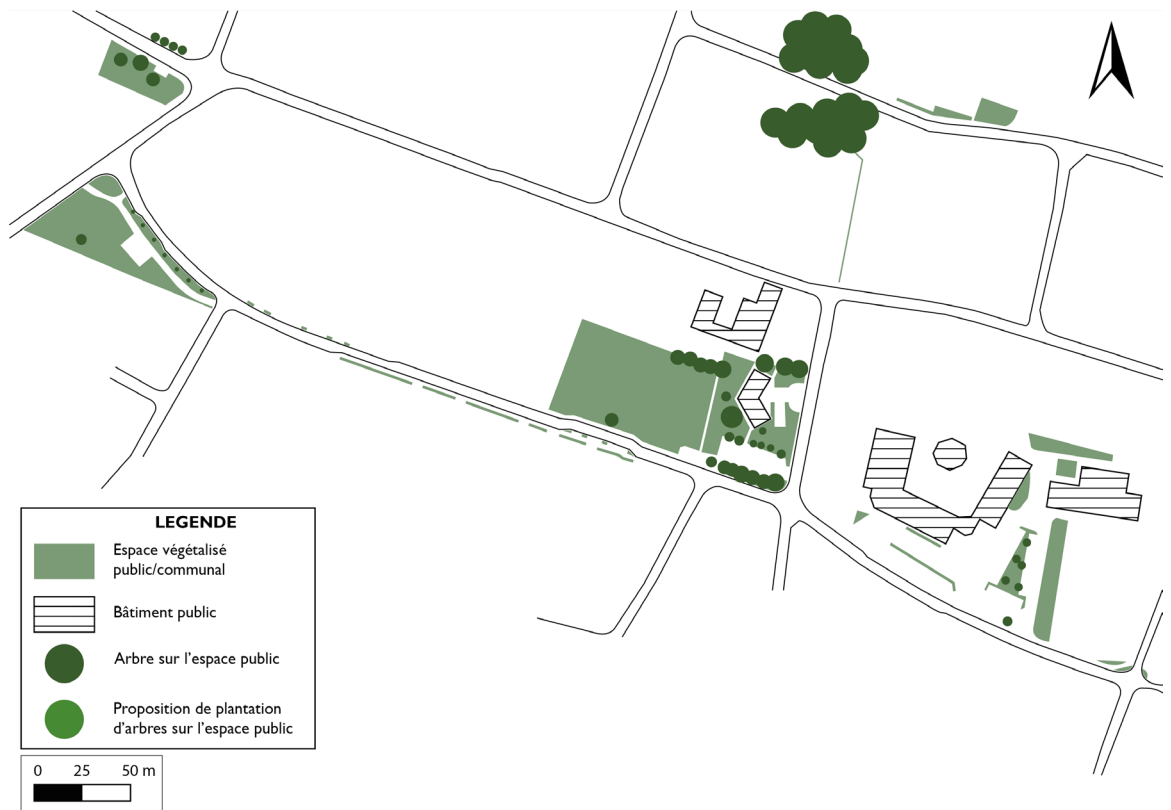 LEGENDE
Espace végétalisé
public/communal
Bâtiment public
Arbre sur l'espace public
Proposition de plantation
d'arbres sur l'espace public
0 25 50 m